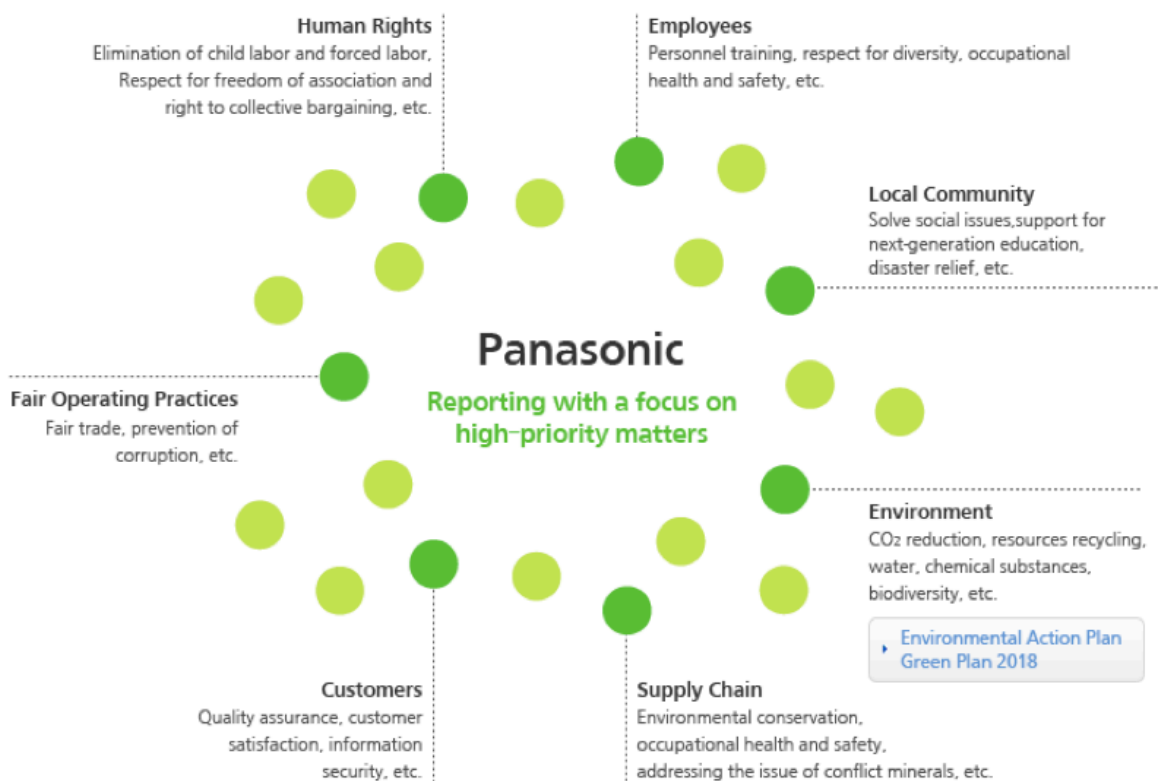 Human Rights
Elimination of child labor and forced labor,
Respect for freedom of association and
right to collective bargaining, etc.
Employees
Personnel training, respect for diversity, occupational
health and safety, etc.
Local Community
Solve social issues,support for
next-generation education,
disaster relief, etc.
Panasonic
Reporting with a focus on
high-priority matters
Fair Operating Practices
Fair trade, prevention of
corruption, etc.
Environment
CO2 reduction, resources recycling,
water, chemical substances,
biodiversity, etc.
Environmental Action Plan
Green Plan 2018
Customers
Quality assurance, customer
satisfaction, information
security, etc.
Supply Chain
Environmental conservation,
occupational health and safety,
addressing the issue of conflict minerals, etc.